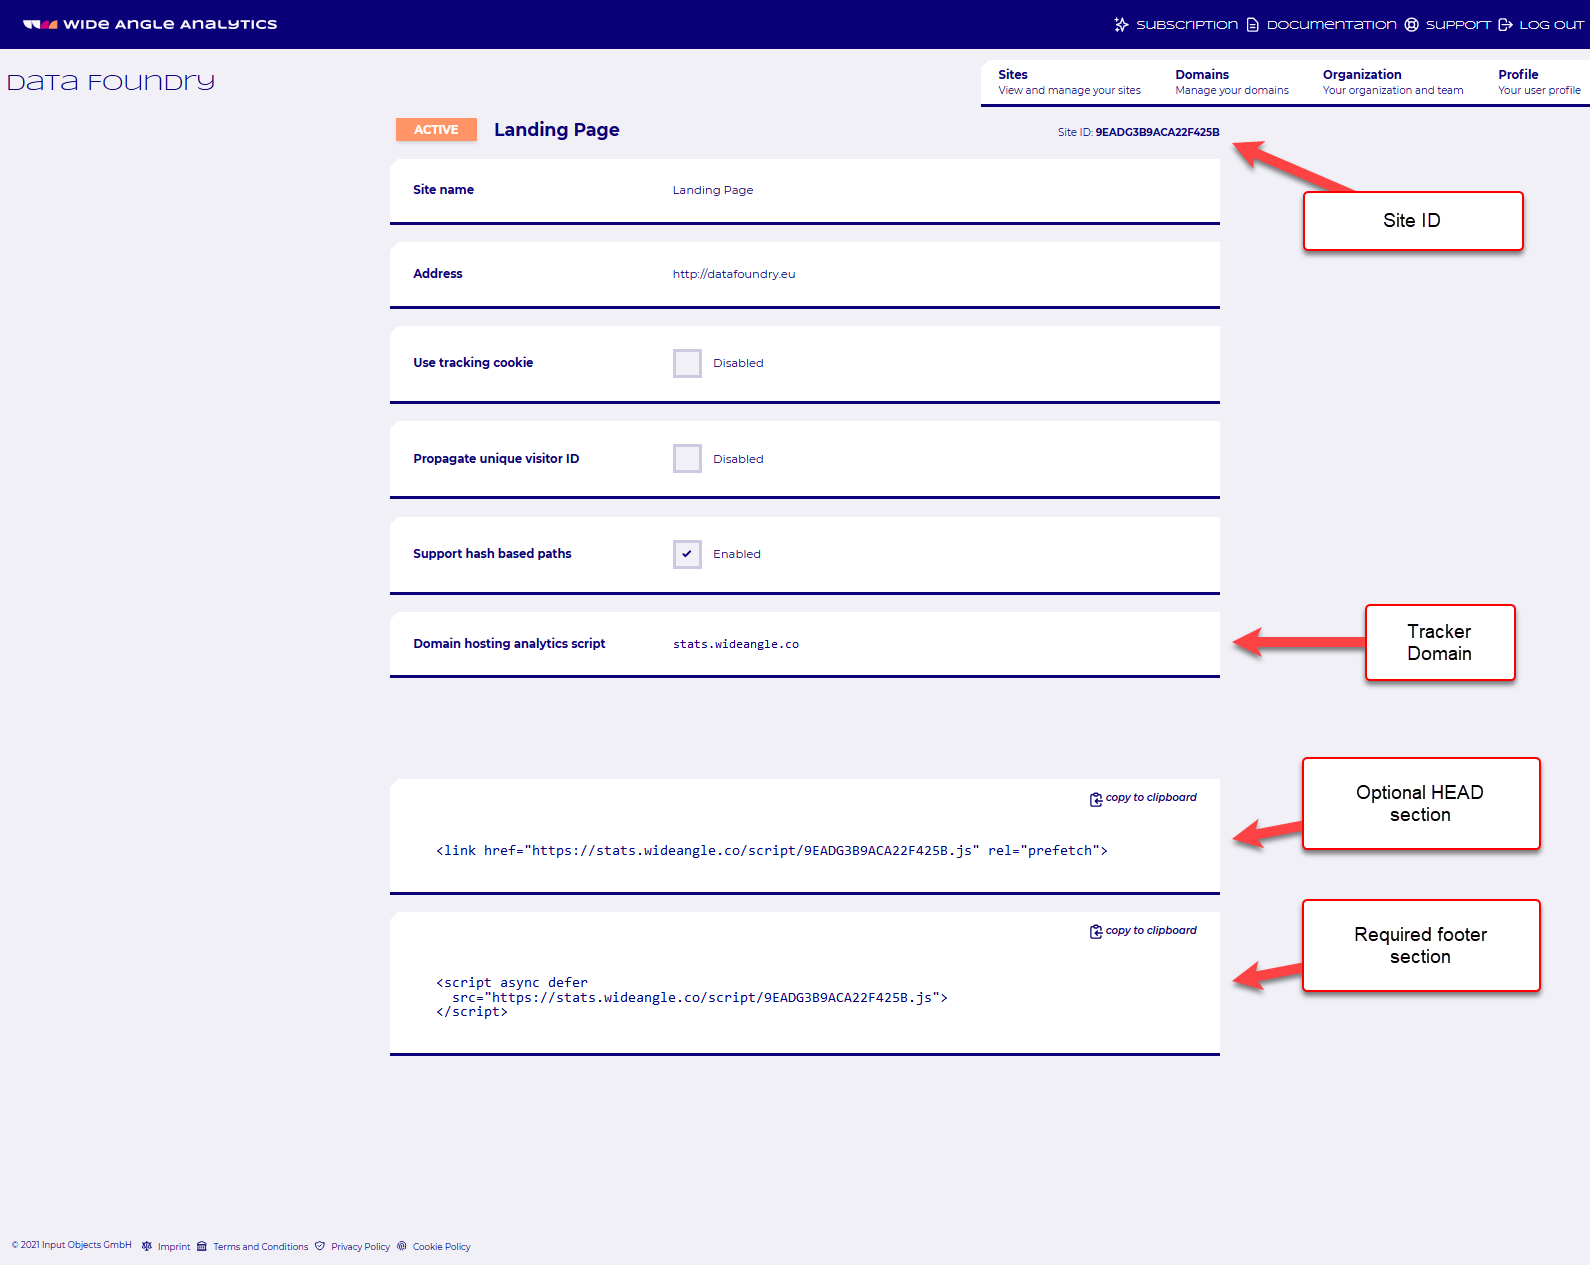 WIDE ANGLE ANALYTICS
SUBSCRIPTION DOCUMENTATION SUPPORT LOG OUT
DATA FOUNDRY
Sites Domains Organization Profile
View and manage your sites Manage your domains Your organization and team Your user profile
ACTIVE Landing Page Site ID: 9EADG3B9ACA22F425B
Site name Landing Page
Site ID
Address http://datafoundry.eu
Use tracking cookie Disabled
Propagate unique visitor ID Disabled
Support hash based paths Enabled
Domain hosting analytics script stats.wideangle.co
Tracker
Domain
copy to clipboard
Optional HEAD
section
<link href="https://stats.wideangle.co/script/9EADG3B9ACA22F425B.js" rel="prefetch">
copy to clipboard
Required footer
section
<script async defer
src="https://stats.wideangle.co/script/9EADG3B9ACA22F425B.js">
</script>
© 2021 Input Objects GmbH Imprint Terms and Conditions Privacy Policy Cookie Policy